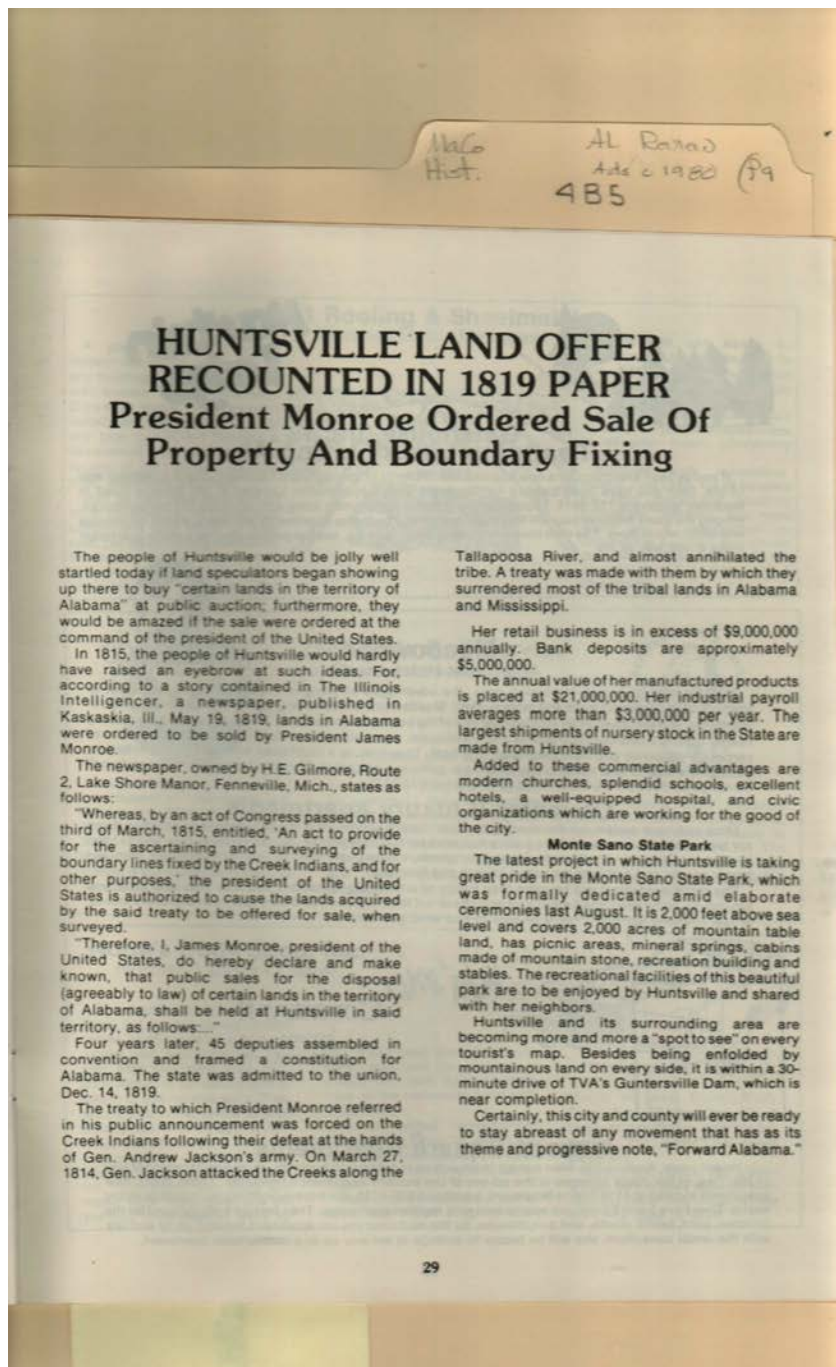 MaCo
Hist.
AL
Ads c 1980
4B5
HUNTSVILLE LAND OFFER
RECOUNTED IN 1819 PAPER
President Monroe Ordered Sale Of
Property And Boundary Fixing
The people of Huntsville would be jolly well
startled today if land speculators began showing
up there to buy "certain lands in the territory of
Alabama" at public auction; furthermore, they
would be amazed if the sale were ordered at the
command of the president of the United States.
In 1815, the people of Huntsville would hardly
have raised an eyebrow at such ideas. For,
according to a story contained in The Illinois
Intelligencer, a newspaper, published in
Kaskaskia, Ill., May 19, 1819, lands in Alabama
were ordered to be sold by President James
Monroe.
The newspaper, owned by H.E. Gilmore, Route
2, Lake Shore Manor, Fenneville, Mich., states as
follows:
"Whereas, by an act of Congress passed on the
third of March, 1815, entitled, 'An act to provide
for the ascertaining and surveying of the
boundary lines fixed by the Creek Indians, and for
other purposes,' the president of the United
States is authorized to cause the lands acquired
by the said treaty to be offered for sale, when
surveyed.
"Therefore, I, James Monroe, president of the
United States, do hereby declare and make
known, that public sales for the disposal
(agreeably to law) of certain lands in the territory
of Alabama, shall be held at Huntsville in said
territory, as follows:..."
Four years later, 45 deputies assembled in
convention and framed a constitution for
Alabama. The state was admitted to the union,
Dec. 14, 1819.
The treaty to which President Monroe referred
in his public announcement was forced on the
Creek Indians following their defeat at the hands
of Gen. Andrew Jackson's army. On March 27,
1814, Gen. Jackson attacked the Creeks along the
Tallapoosa River, and almost annihilated the
tribe. A treaty was made with them by which they
surrendered most of the tribal lands in Alabama
and Mississippi.
Her retail business is in excess of $9,000,000
annually. Bank deposits are approximately
$5,000,000.
The annual value of her manufactured products
is placed at $21,000,000. Her industrial payroll
averages more than $3,000,000 per year. The
largest shipments of nursery stock in the State are
made from Huntsville.
Added to these commercial advantages are
modern churches, splendid schools, excellent
hotels, a well-equipped hospital, and civic
organizations which are working for the good of
the city.
Monte Sano State Park
The latest project in which Huntsville is taking
great pride in the Monte Sano State Park, which
was formally dedicated amid elaborate
ceremonies last August. It is 2,000 feet above sea
level and covers 2,000 acres of mountain table
land, has picnic areas, mineral springs, cabins
made of mountain stone, recreation building and
stables. The recreational facilities of this beautiful
park are to be enjoyed by Huntsville and shared
with her neighbors.
Huntsville and its surrounding area are
becoming more and more a "spot to see" on every
tourist's map. Besides being enfolded by
mountainous land on every side, it is within a 30-
minute drive of TVA's Guntersville Dam, which is
near completion.
Certainly, this city and county will ever be ready
to stay abreast of any movement that has as its
theme and progressive note, "Forward Alabama."
29